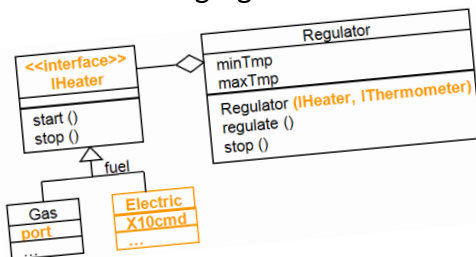 <<interface>>
IHeater
start ()
stop ()
Regulator
minTmp
maxTmp
Regulator (IHeater, IThermometer)
regulate ()
stop ()
fuel
Gas
port
...
Electric
X10cmd
...